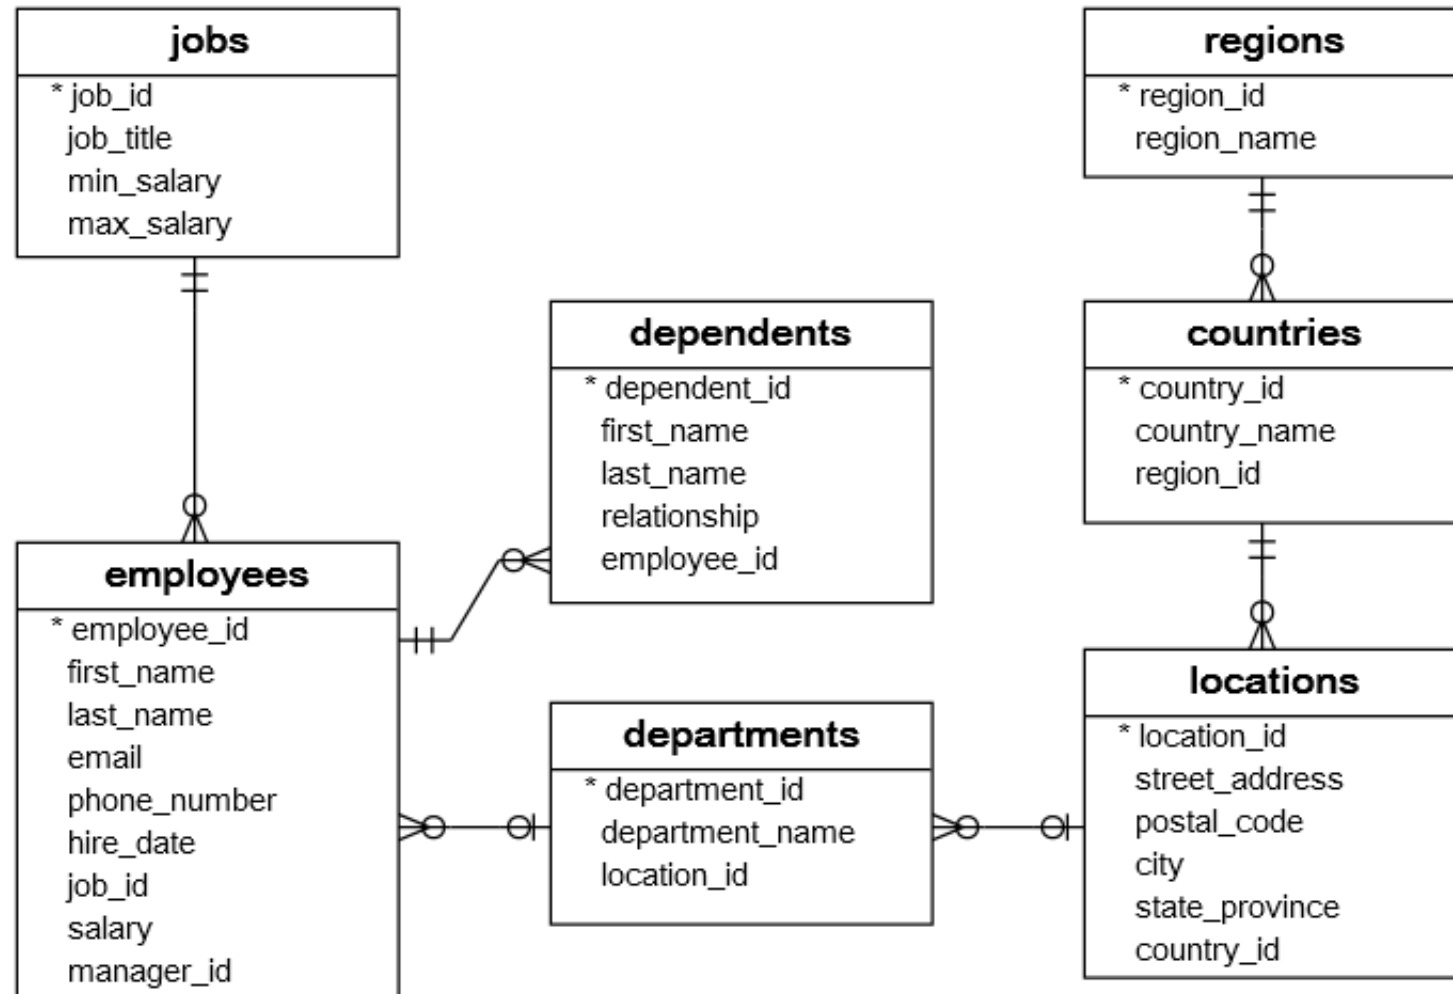 jobs
* job_id
job_title
min_salary
max_salary
regions
* region_id
region_name
dependents
* dependent_id
first_name
last_name
relationship
employee_id
countries
* country_id
country_name
region_id
employees
* employee_id
first_name
last_name
email
phone_number
hire_date
job_id
salary
manager_id
departments
* department_id
department_name
location_id
locations
* location_id
street_address
postal_code
city
state_province
country_id